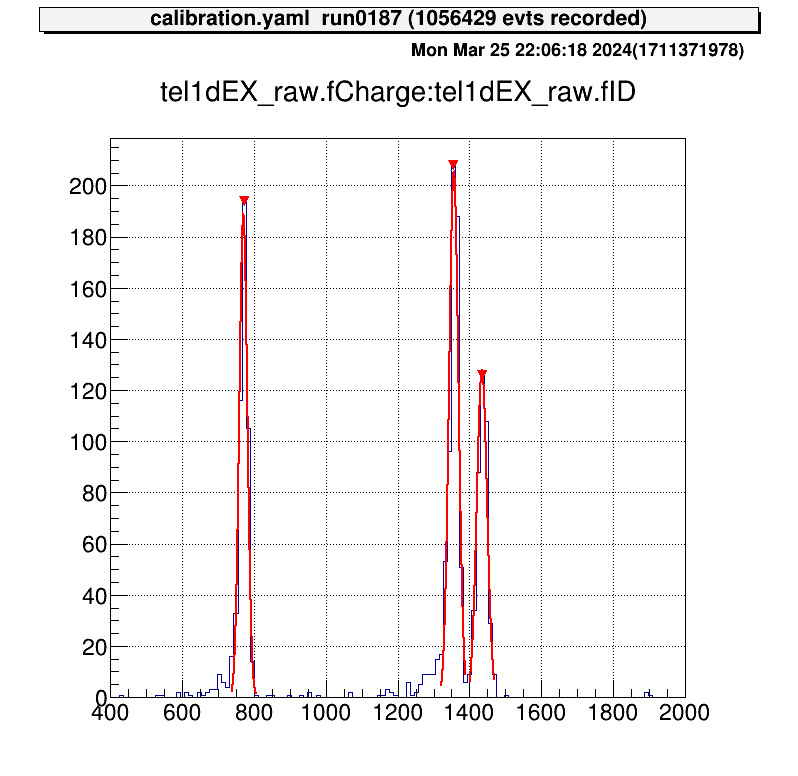 calibration.yaml run0187 (1056429 evts recorded)
Mon Mar 25 22:06:18 2024(1711371978)
tel1dEX_raw.fCharge:tel1dEX_raw.fID
200
180
160
140
120
100
80
60
40
20
0
400 600 800 1000 1200 1400 1600 1800 2000